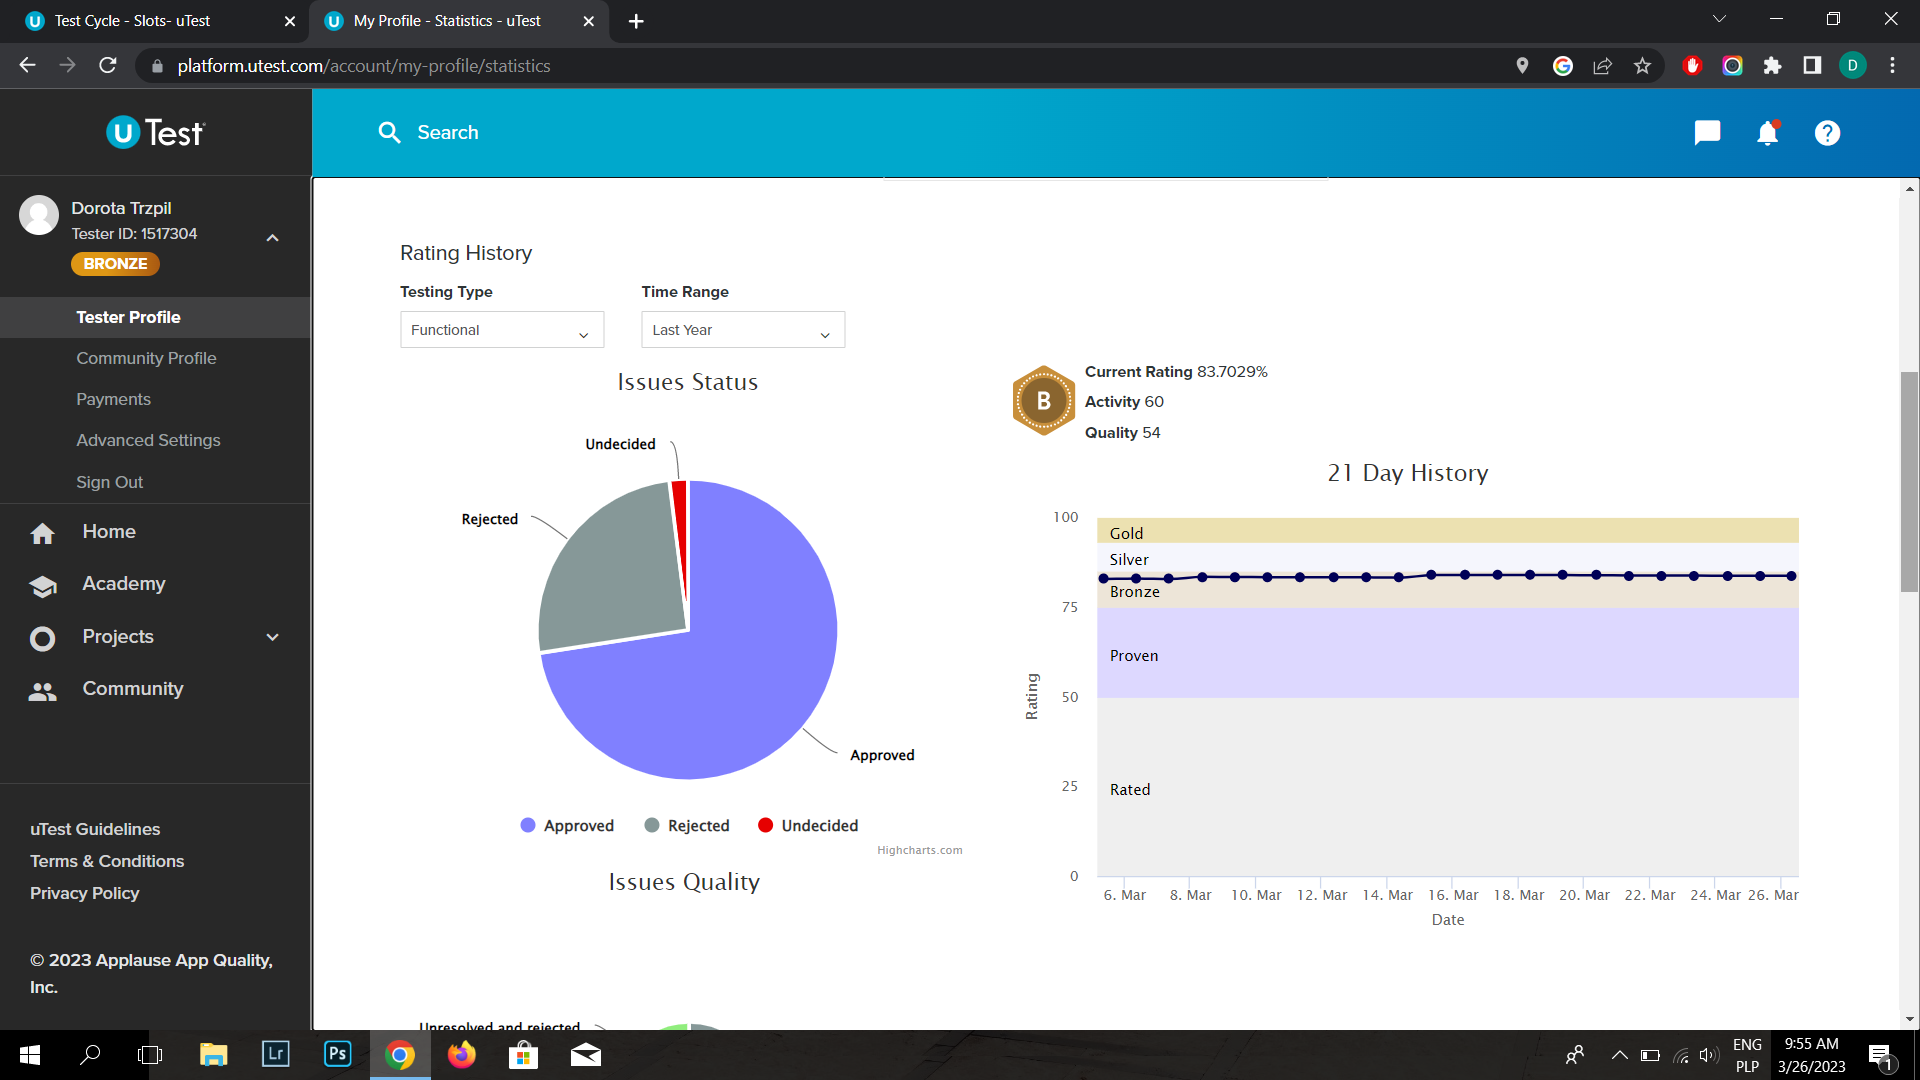 Test Cycle - Slots- uTest
My Profile - Statistics - uTest
platform.utest.com/account/my-profile/statistics
D
U Test
Search
?
Dorota Trzpil
Tester ID: 1517304
BRONZE
Tester Profile
Community Profile
Payments
Advanced Settings
Sign Out
Home
Academy
Projects
Community
uTest Guidelines
Terms & Conditions
Privacy Policy
© 2023 Applause App Quality,
Inc.
Rating History
Testing Type
Time Range
Functional
Last Year
Issues Status
Undecided
Rejected
Approved
Approved
Rejected
Undecided
Highcharts.com
Issues Quality
Unresolved and rejected
B
Current Rating 83.7029%
Activity 60
Quality 54
21 Day History
Rating
100
75
50
25
0
Gold
Silver
Bronze
Proven
Rated
6. Mar
8. Mar
10. Mar
12. Mar
14. Mar
16. Mar
18. Mar
20. Mar
22. Mar
24. Mar
26. Mar
Date
Lr
Ps
ENG
PLP
9:55 AM
3/26/2023
1